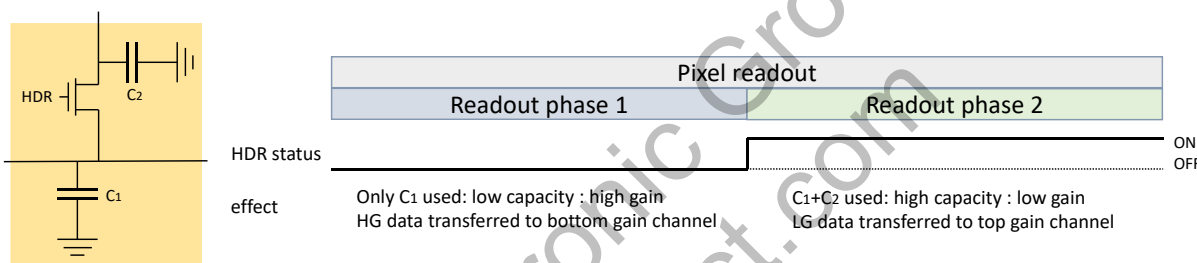 Pixel readout
Readout phase 1
Readout phase 2
HDR
C2
C1
HDR status
ON
OFF
effect
Only C1 used: low capacity : high gain
HG data transferred to bottom gain channel
C1+C2 used: high capacity : low gain
LG data transferred to top gain channel